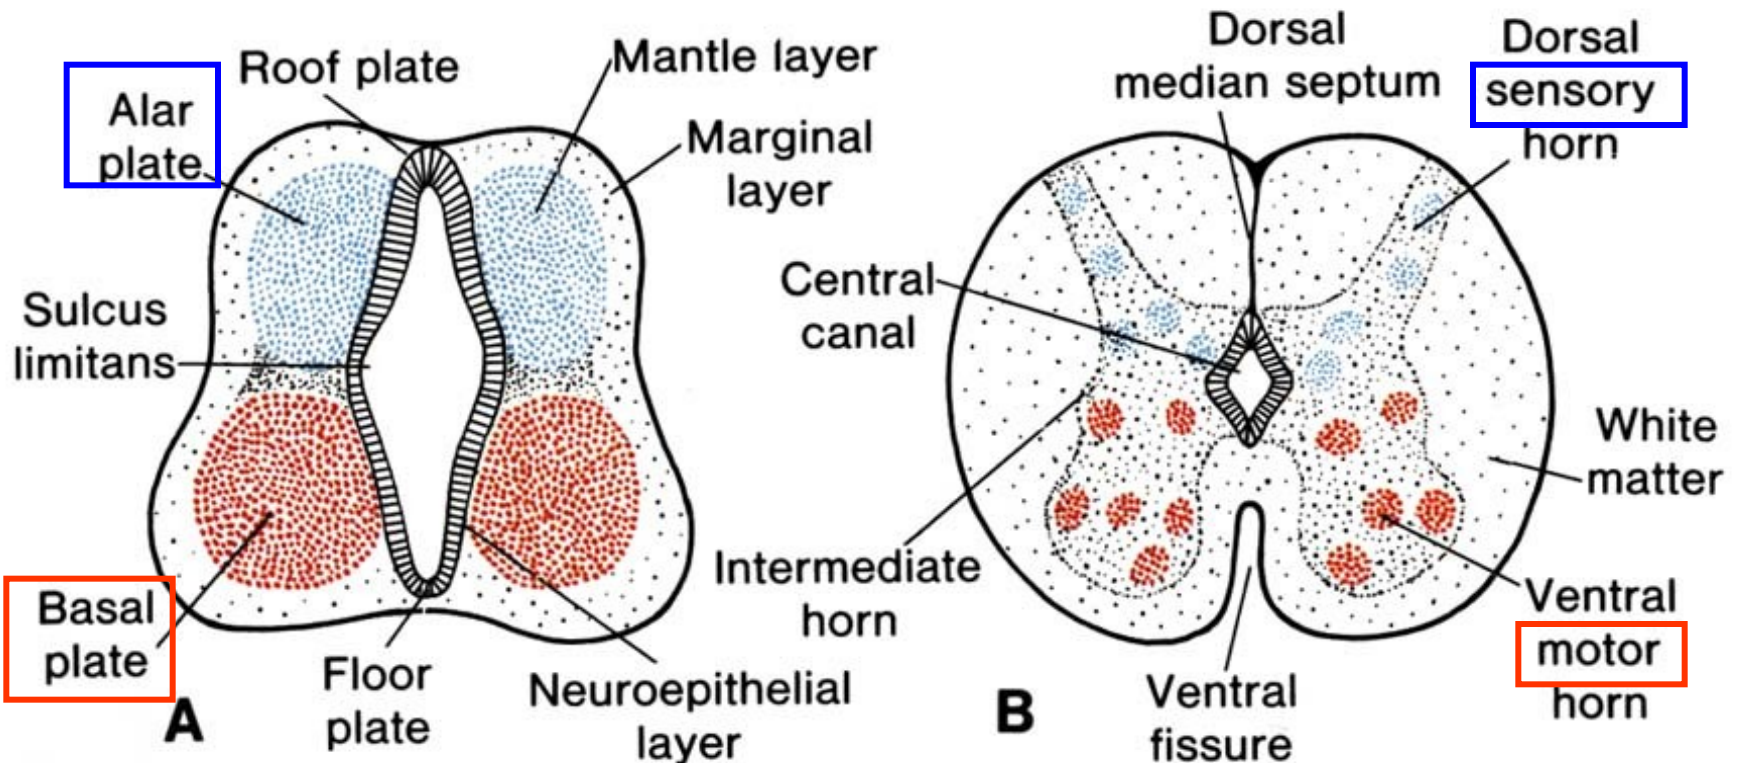 Roof plate
Mantle layer
Alar
plate
Marginal
layer
Sulcus
limitans
Basal
plate
Floor
plate
Neuroepithelial
layer
A
Dorsal
median septum
Dorsal
sensory
horn
Central
canal
White
matter
Intermediate
horn
Ventral
motor
horn
Ventral
fissure
B